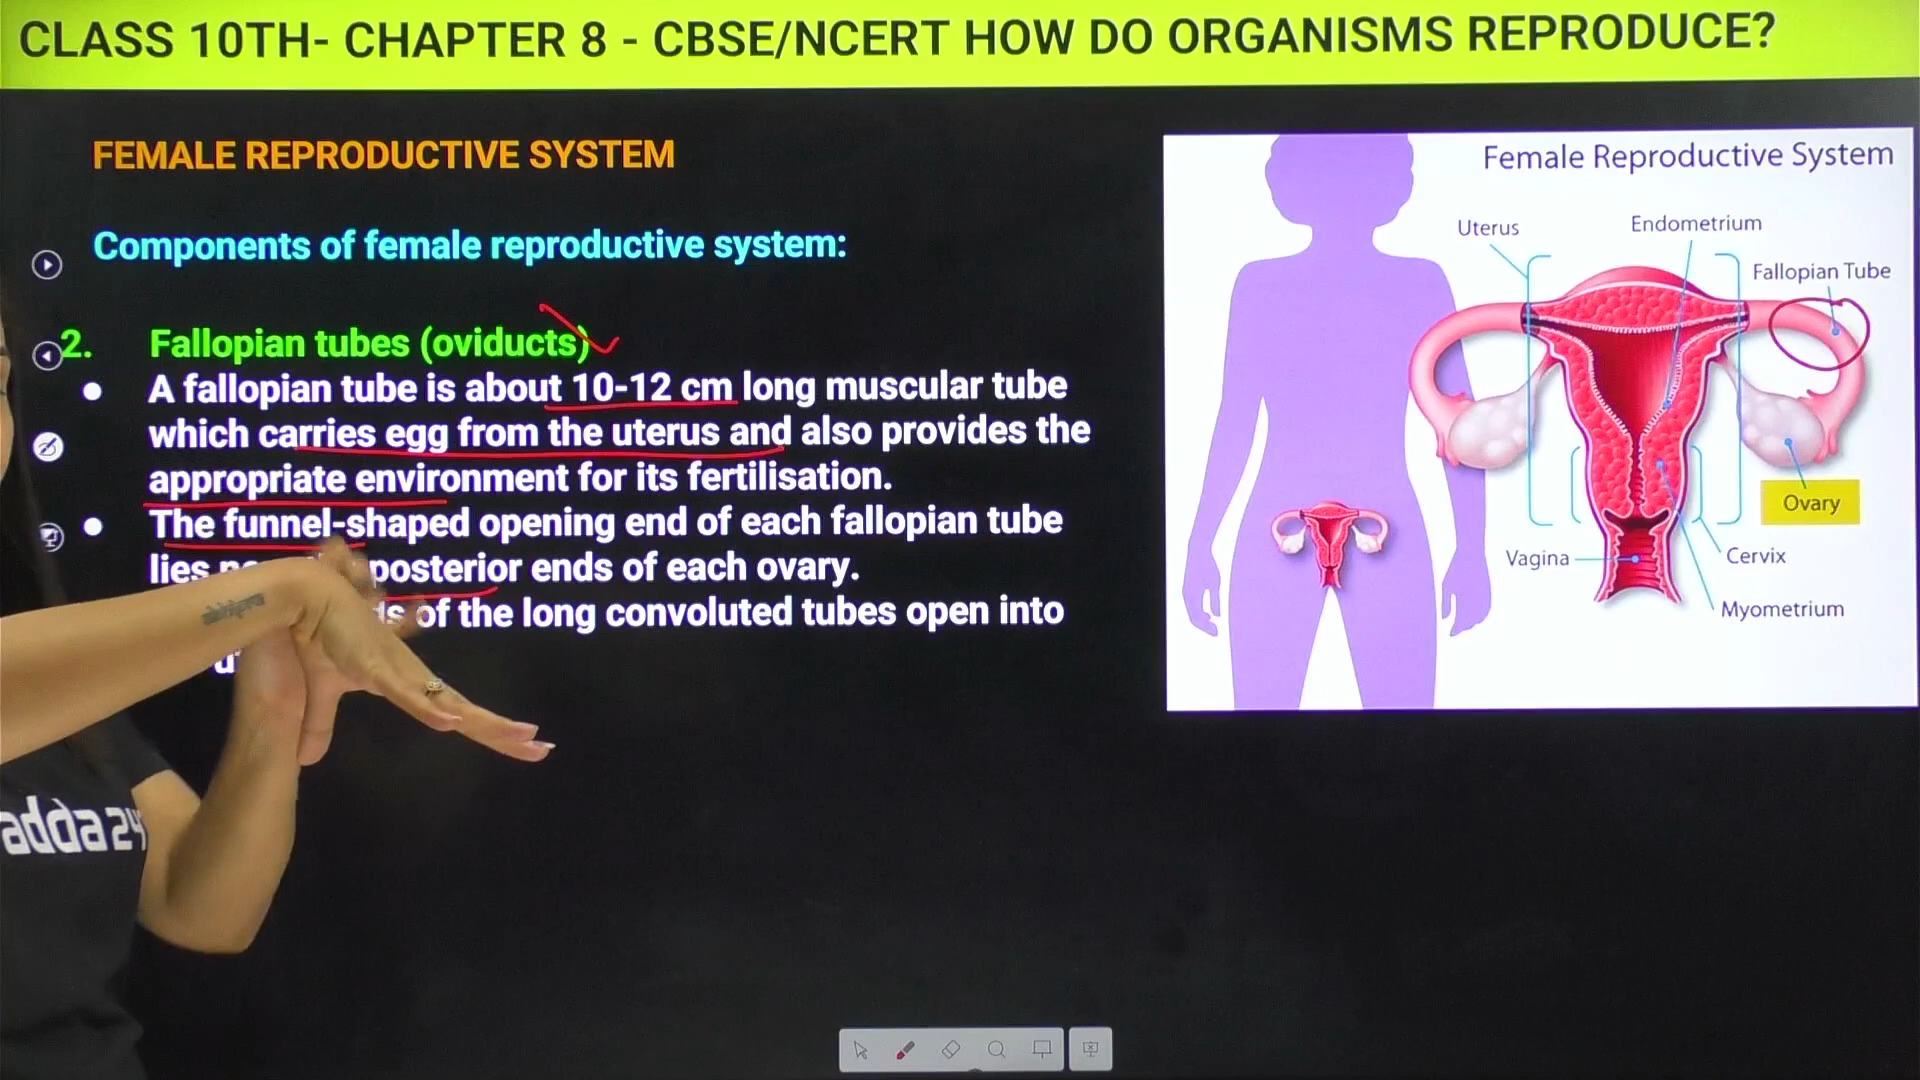 CLASS 10TH- CHAPTER 8 - CBSE/NCERT HOW DO ORGANISMS REPRODUCE?
FEMALE REPRODUCTIVE SYSTEM
Components of female reproductive system:
2. Fallopian tubes (oviducts)
A fallopian tube is about 10-12 cm long muscular tube
which carries egg from the uterus and also provides the
appropriate environment for its fertilisation.
The funnel-shaped opening end of each fallopian tube
lies posterior ends of each ovary.
of the long convoluted tubes open into
Female Reproductive System
Uterus
Endometrium
Fallopian Tube
Ovary
Vagina
Cervix
Myometrium
adda24